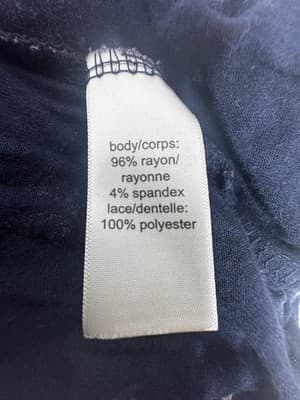 body/corps:
96% rayon/
rayonne
4% spandex
lace/dentelle:
100% polyester